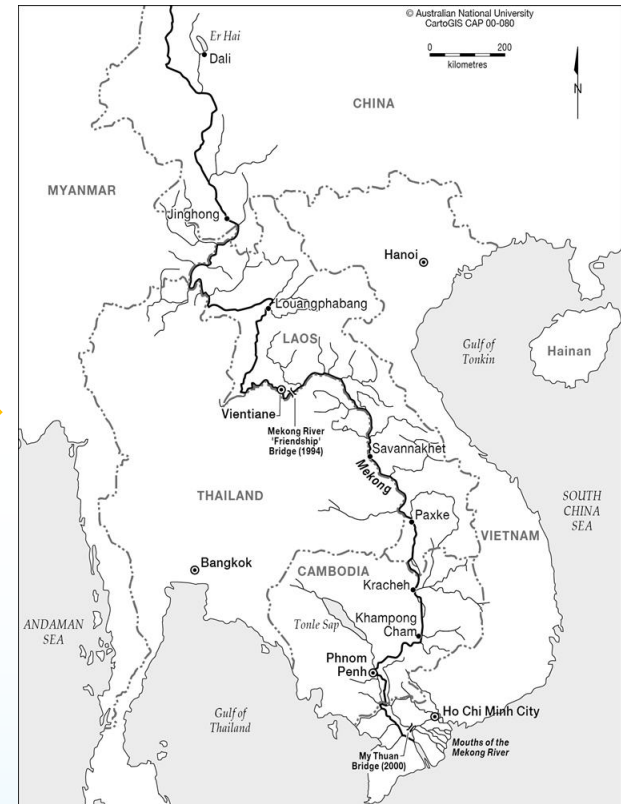 © Australian National University
CartoGIS CAP 00-080
0 200
kilometres
N
Er Hai
Dali
CHINA
MYANMAR
Jinghong
Hanoi
Louangphabang
LAOS
Gulf of
Tonkin
Hainan
Vientiane
Mekong River
'Friendship'
Bridge (1994)
Savannakhet
Mekong
THAILAND
Paxke
SOUTH
CHINA
SEA
VIETNAM
Bangkok
CAMBODIA
Kracheh
ANDAMAN
SEA
Tonle Sap
Khampong
Cham
Phnom
Penh
Gulf of
Thailand
Ho Chi Minh City
My Thuan
Bridge (2000)
Mouths of the
Mekong River